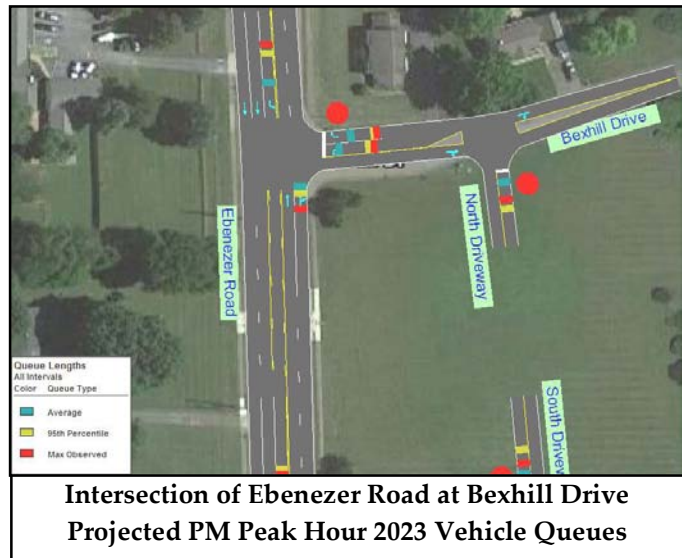 Ebenezer Road
Bexhill Drive
North Driveway
South Drivew
Queue Lengths
All Intervals
Color Queue Type
Average
95th Percentile
Max Observed
Intersection of Ebenezer Road at Bexhill Drive
Projected PM Peak Hour 2023 Vehicle Queues